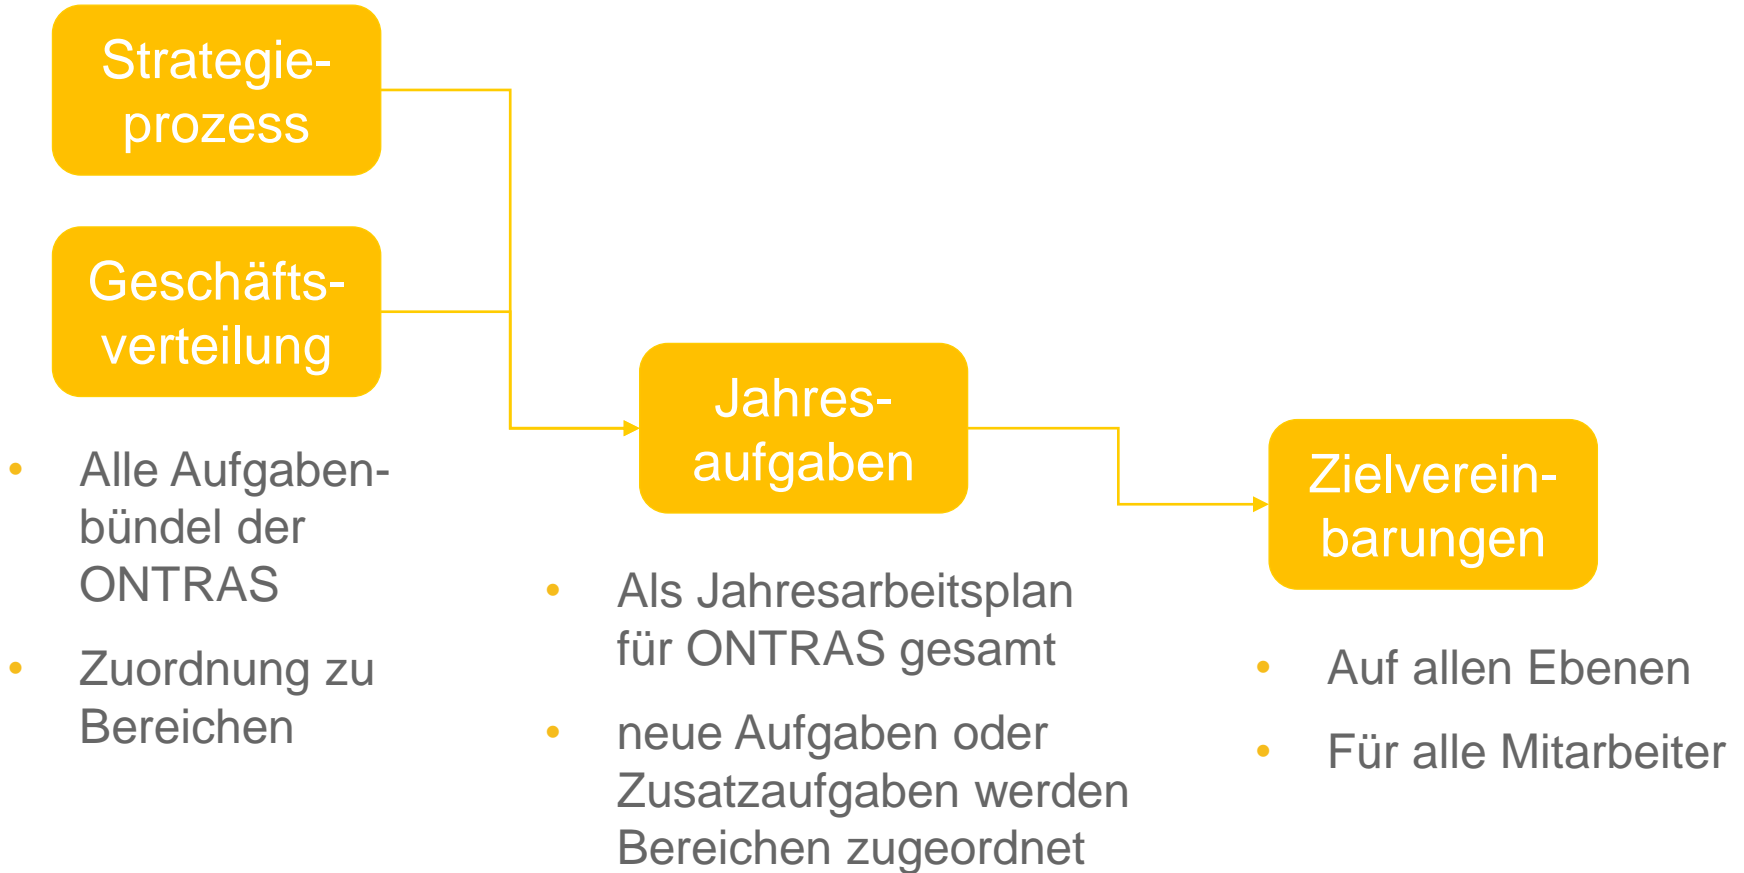 Strategie-
prozess
Geschäfts-
verteilung
• Alle Aufgaben-
bündel der
ONTRAS
• Zuordnung zu
Bereichen
Jahres-
aufgaben
• Als Jahresarbeitsplan
für ONTRAS gesamt
• neue Aufgaben oder
Zusatzaufgaben werden
Bereichen zugeordnet
Zielverein-
barungen
• Auf allen Ebenen
• Für alle Mitarbeiter